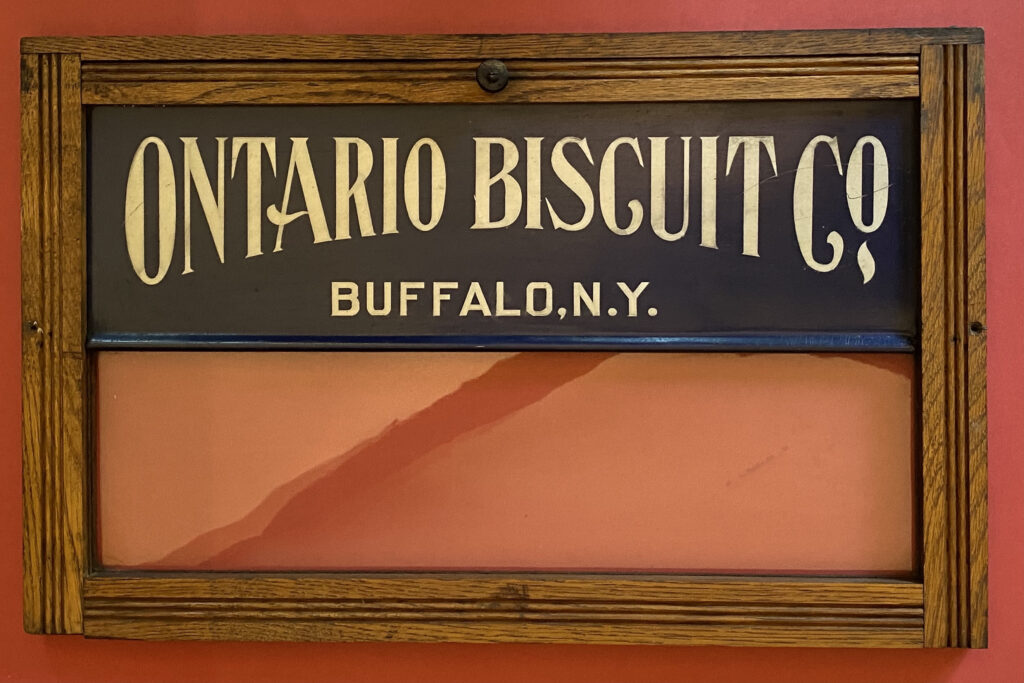 ONTARIO BISCUIT CO.
BUFFALO, N.Y.